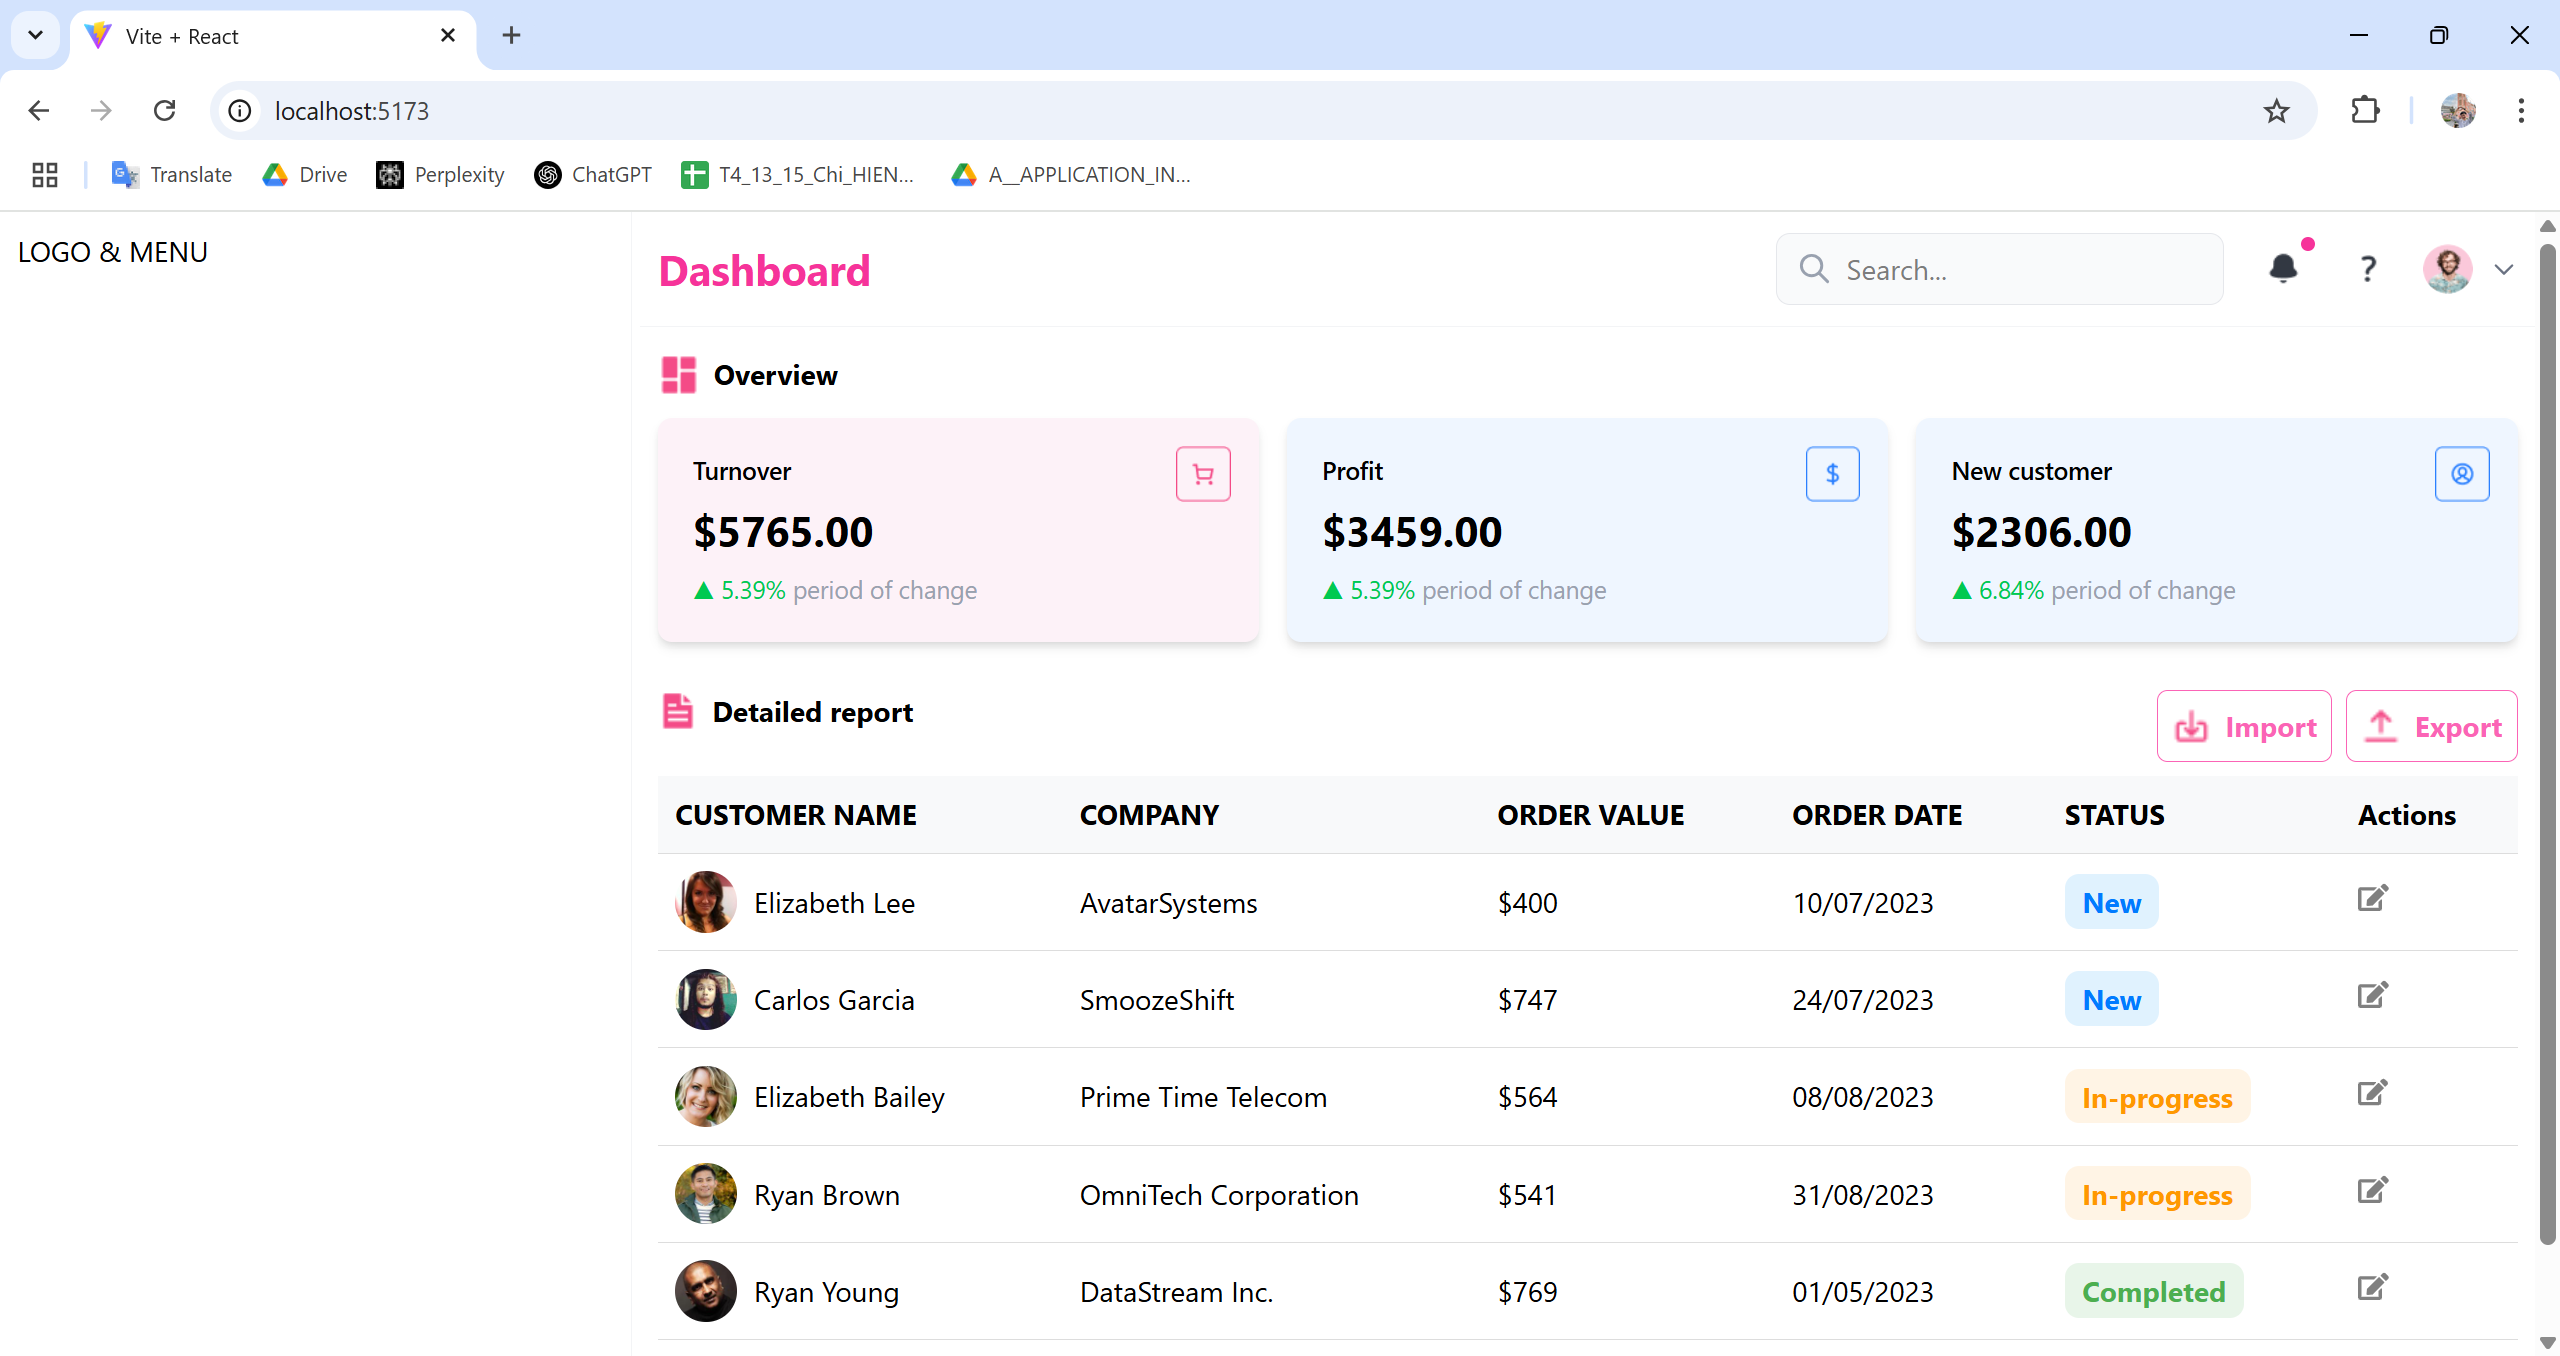 Vite + React
localhost:5173
Translate
Drive
Perplexity
ChatGPT
T4_13_15_Chi_HIEN...
A__APPLICATION_IN...
LOGO & MENU
Dashboard
Search...
?
Overview
Turnover
$5765.00
▲ 5.39% period of change
Profit
$
$3459.00
▲ 5.39% period of change
New customer
$2306.00
▲ 6.84% period of change
Detailed report
Import
Export
CUSTOMER NAME COMPANY ORDER VALUE ORDER DATE STATUS Actions
Elizabeth Lee AvatarSystems $400 10/07/2023 New
Carlos Garcia SmoozeShift $747 24/07/2023 New
Elizabeth Bailey Prime Time Telecom $564 08/08/2023 In-progress
Ryan Brown OmniTech Corporation $541 31/08/2023 In-progress
Ryan Young DataStream Inc. $769 01/05/2023 Completed